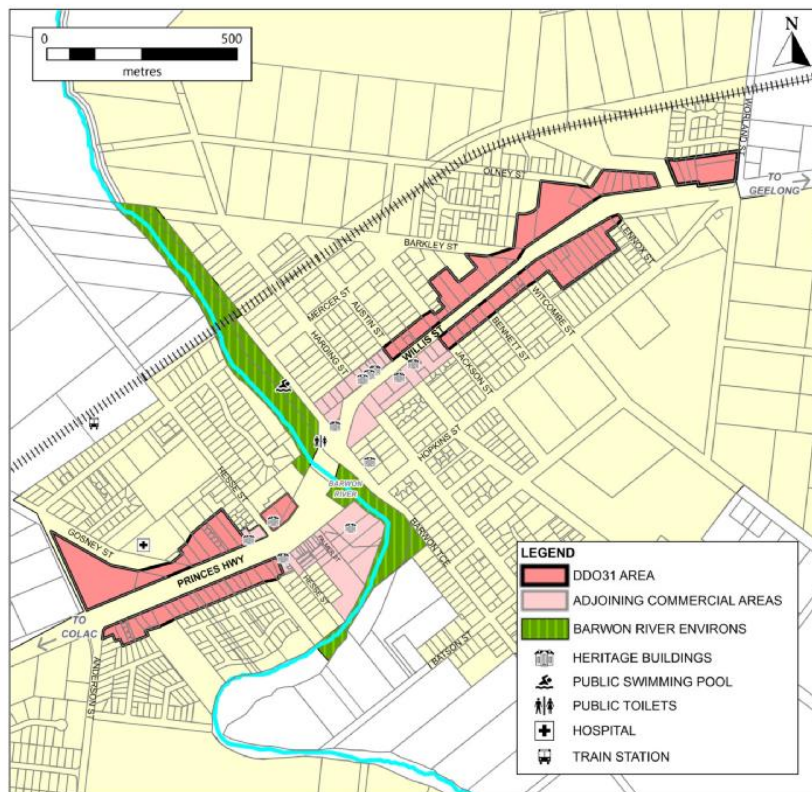 0 500
metres
N
WORLAND ST
OLNEY ST
TO
GEELONG
BARKLEY ST
LENNOX ST
MERCER ST
AUSTIN ST
HARDING ST
WILLIS ST
WITCOMBE ST
BENNETT ST
JACKSON ST
HOPKINS ST
HESSE ST
BARWON
RIVER
GOSNEY ST
BARWON TCE
PRINCES HWY
HESSE ST
TO
COLAC
BATSON ST
ANDERSON ST
LEGEND
DDO31 AREA
ADJOINING COMMERCIAL AREAS
BARWON RIVER ENVIRONS
HERITAGE BUILDINGS
PUBLIC SWIMMING POOL
PUBLIC TOILETS
HOSPITAL
TRAIN STATION